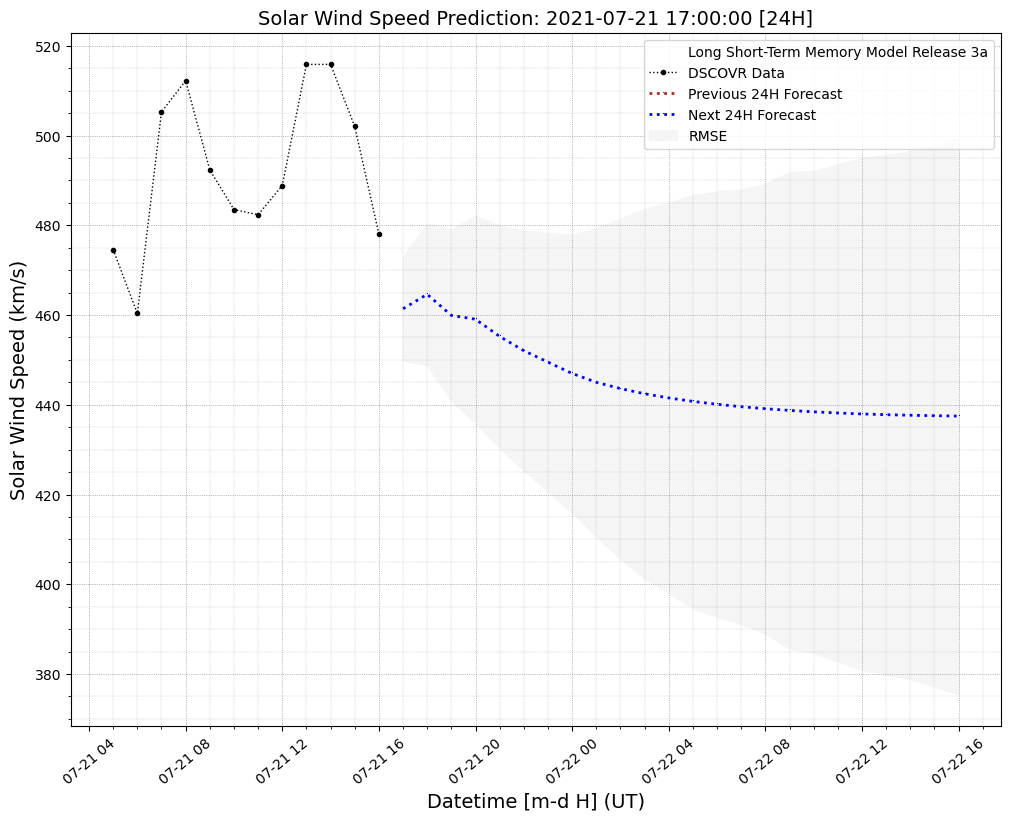 Solar Wind Speed Prediction: 2021-07-21 17:00:00 [24H]
Long Short-Term Memory Model Release 3a
DSCOVR Data
Previous 24H Forecast
Next 24H Forecast
RMSE
Solar Wind Speed (km/s)
520
500
480
460
440
420
400
380
07-21 04
07-21 08
07-21 12
07-21 16
07-21 20
07-22 00
07-22 04
07-22 08
07-22 12
07-22 16
Datetime [m-d H] (UT)